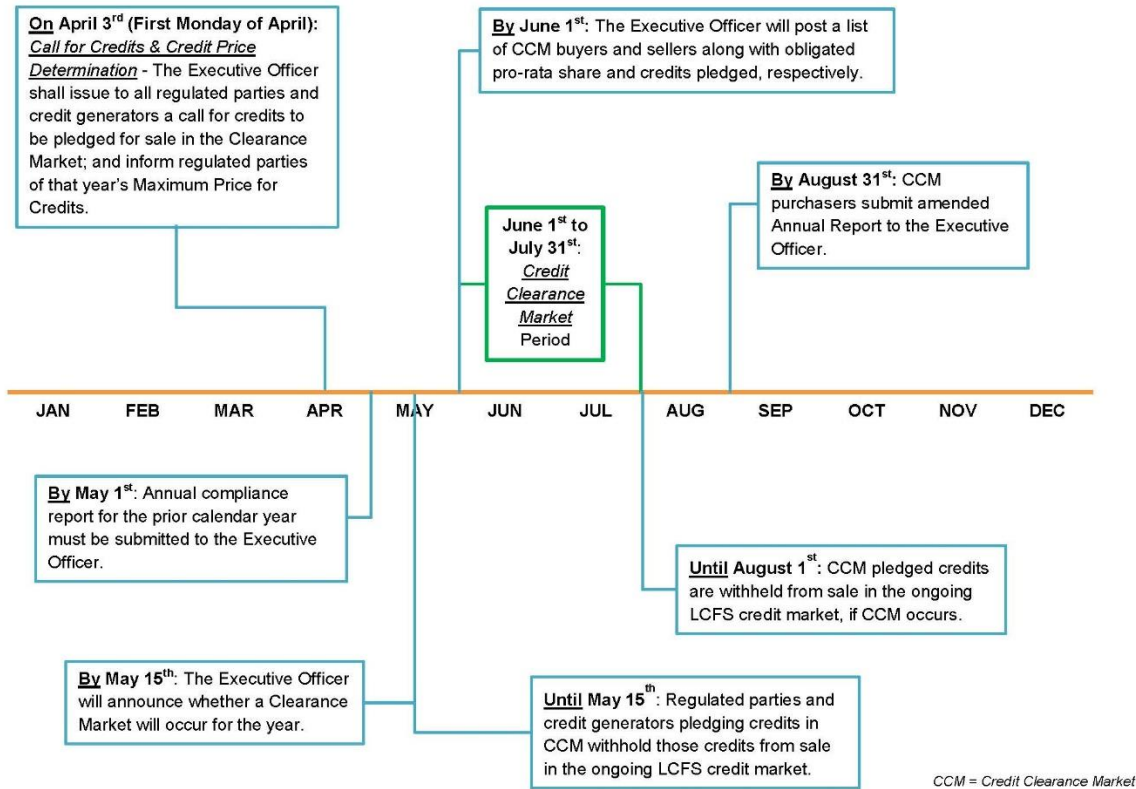 On April 3rd (First Monday of April):
Call for Credits & Credit Price
Determination - The Executive Officer
shall issue to all regulated parties and
credit generators a call for credits to
be pledged for sale in the Clearance
Market; and inform regulated parties
of that year's Maximum Price for
Credits.
By June 1st: The Executive Officer will post a list
of CCM buyers and sellers along with obligated
pro-rata share and credits pledged, respectively.
June 1st to
July 31st:
Credit
Clearance
Market
Period
By August 31st: CCM
purchasers submit amended
Annual Report to the Executive
Officer.
JAN FEB MAR APR MAY JUN JUL AUG SEP OCT NOV DEC
By May 1st: Annual compliance
report for the prior calendar year
must be submitted to the Executive
Officer.
Until August 1st: CCM pledged credits
are withheld from sale in the ongoing
LCFS credit market, if CCM occurs.
By May 15th: The Executive Officer
will announce whether a Clearance
Market will occur for the year.
Until May 15th: Regulated parties and
credit generators pledging credits in
CCM withhold those credits from sale
in the ongoing LCFS credit market.
CCM = Credit Clearance Market